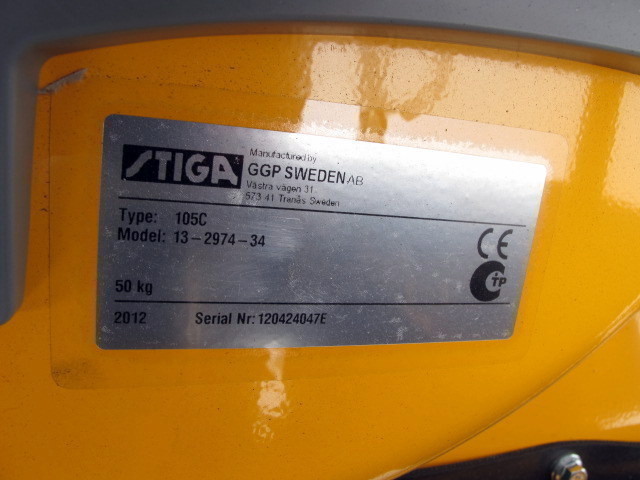 STIGA
Manufactured by
GGP SWEDEN AB
Västra vägen 31
573 41 Tranås Sweden
Type: 105C
Model: 13-2974-34
CE
TP
50 kg
2012 Serial Nr: 120424047E